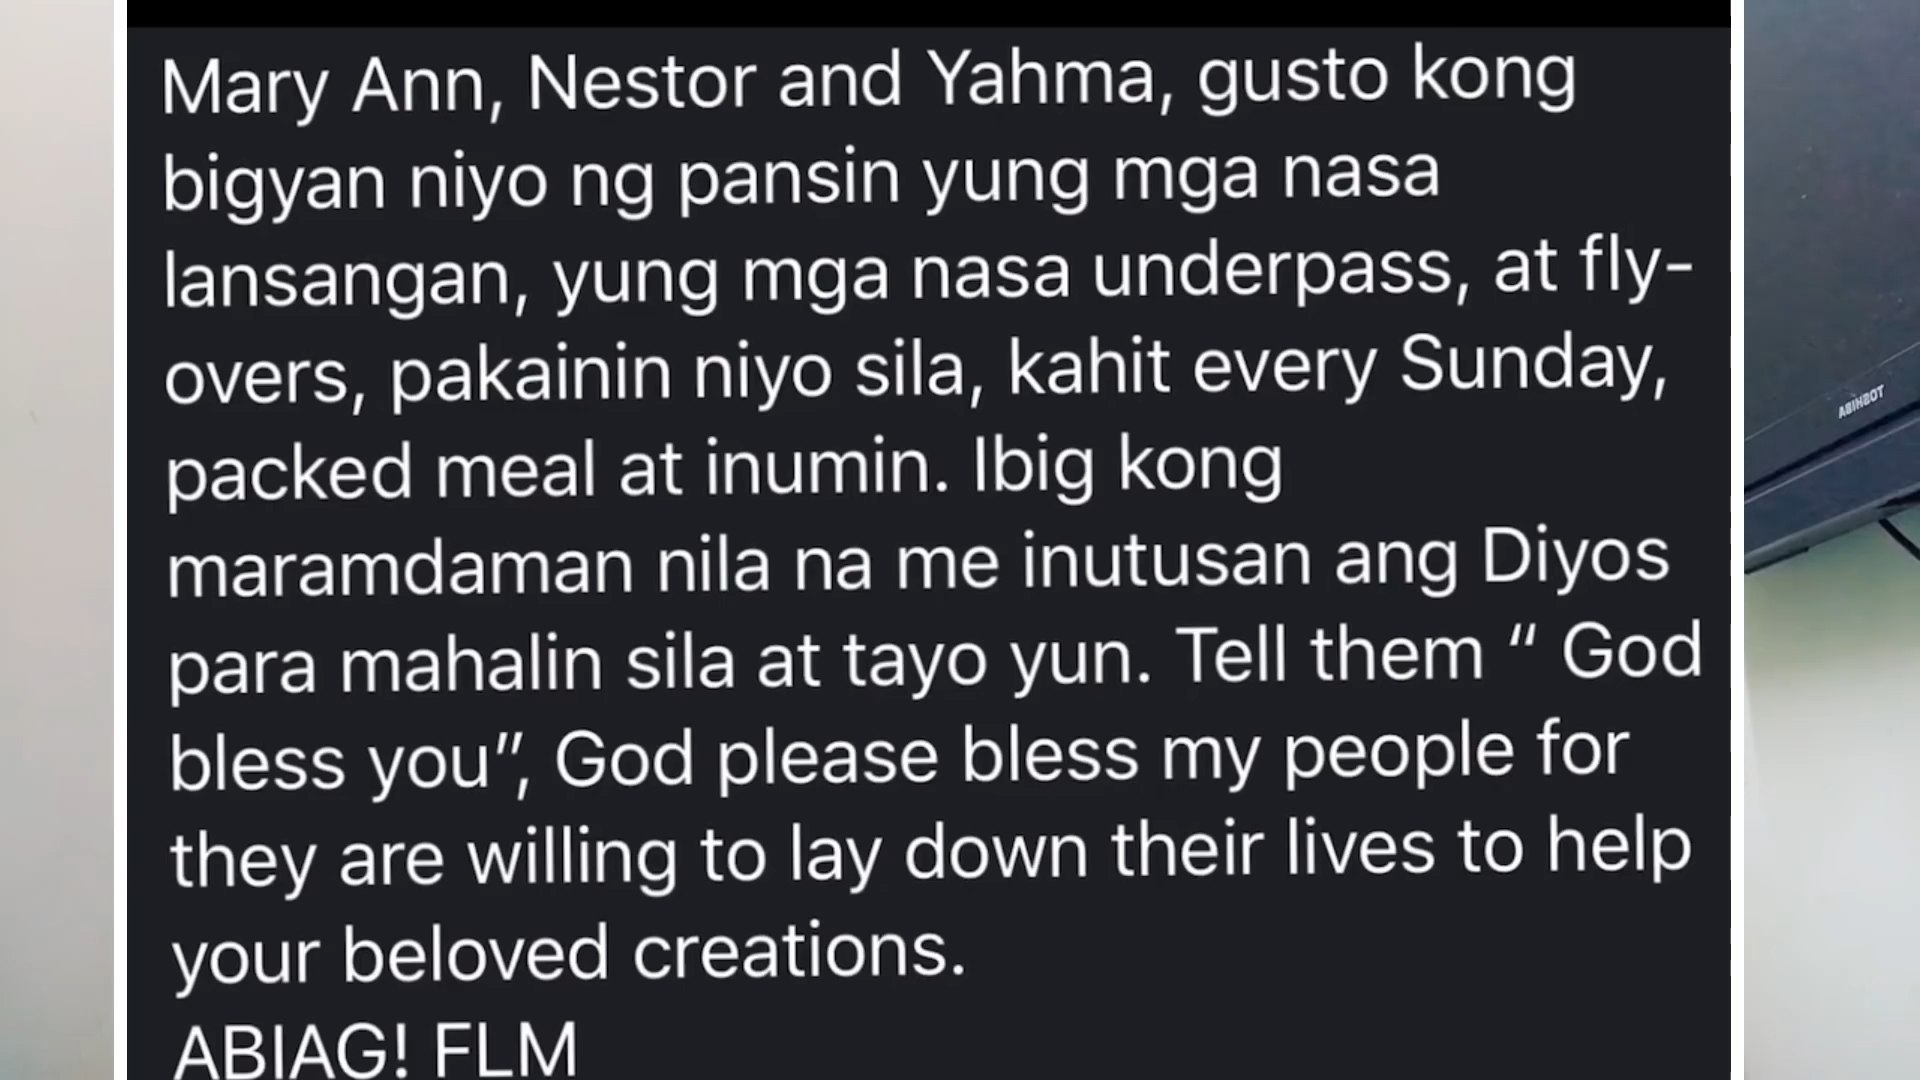 Mary Ann, Nestor and Yahma, gusto kong
bigyan niyo ng pansin yung mga nasa
lansangan, yung mga nasa underpass, at fly-
overs, pakainin niyo sila, kahit every Sunday,
packed meal at inumin. Ibig kong
maramdaman nila na me inutusan ang Diyos
para mahalin sila at tayo yun. Tell them “ God
bless you”, God please bless my people for
they are willing to lay down their lives to help
your beloved creations.
ABIAG! FLM
TOSHIBA